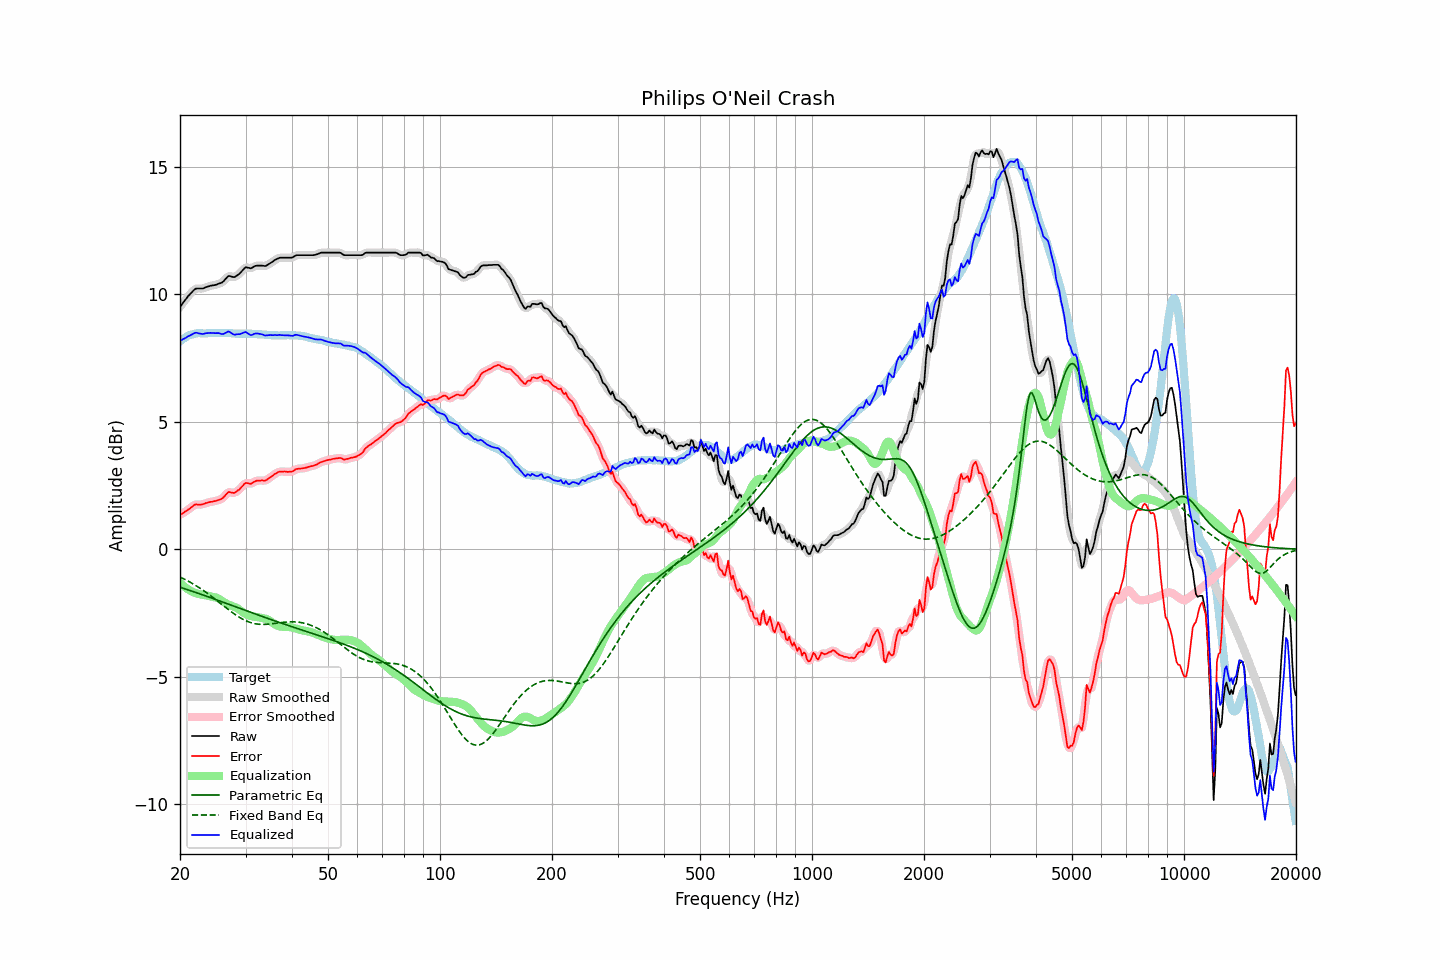 Philips O'Neil Crash
Amplitude (dBr)
15
10
5
0
−5
−10
Target
Raw Smoothed
Error Smoothed
Raw
Error
Equalization
Parametric Eq
Fixed Band Eq
Equalized
20
50
100
200
500
1000
2000
5000
10000
20000
Frequency (Hz)